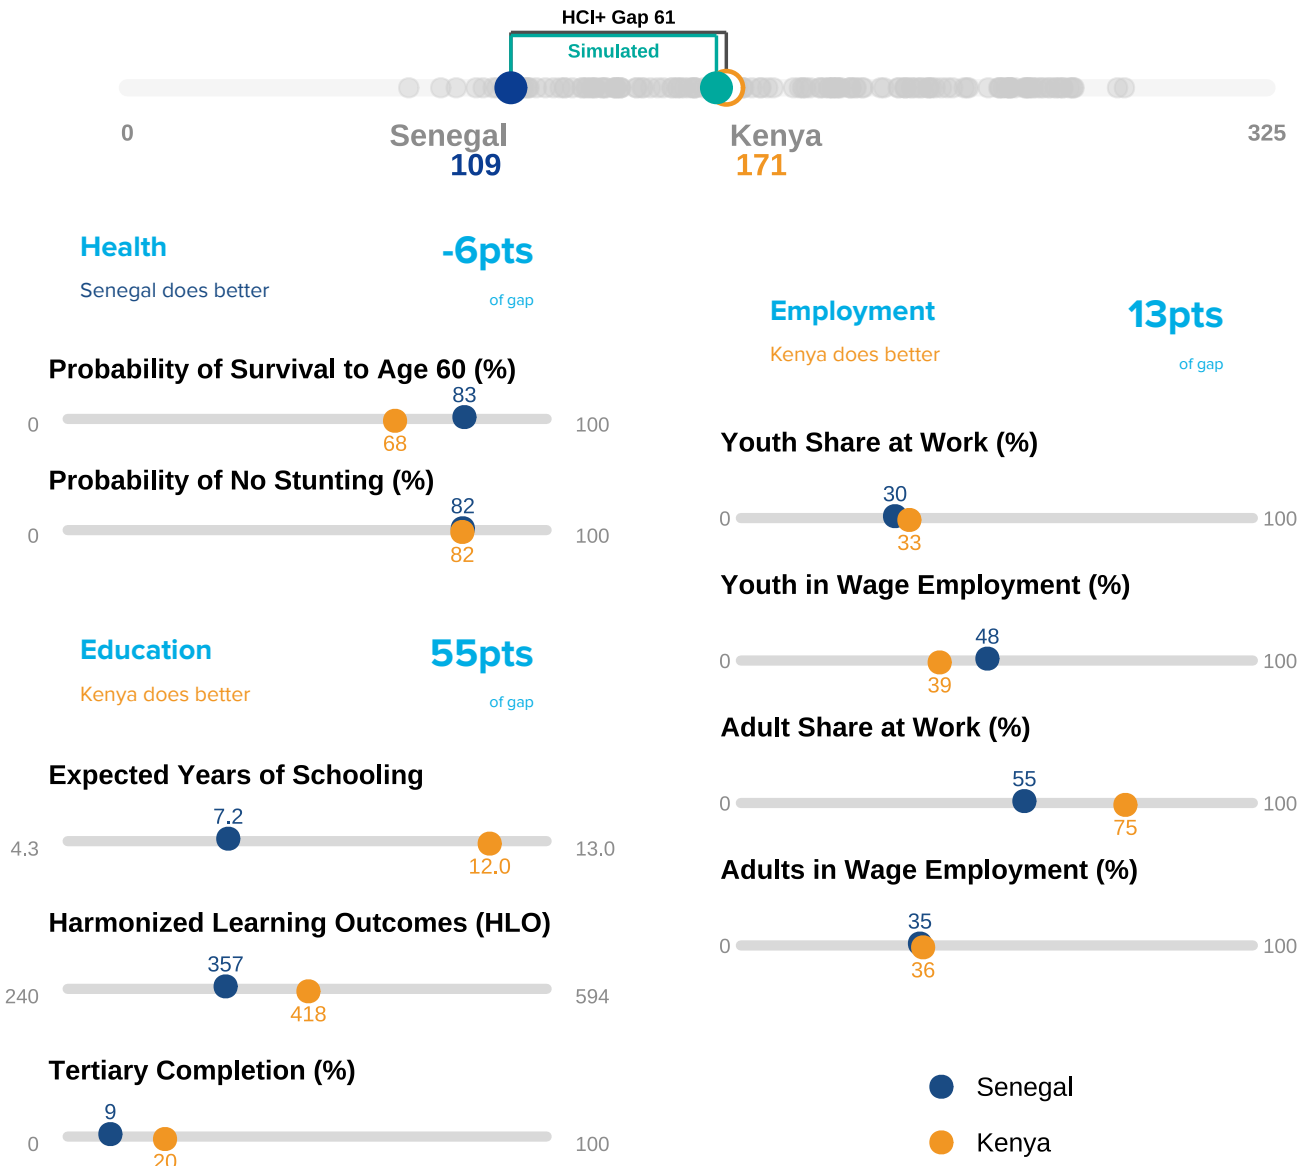 HCI+ Gap 61
Simulated
0
Senegal
Kenya
325
109
171
Health
-6pts
Senegal does better
of gap
Probability of Survival to Age 60 (%)
83
0
100
68
Probability of No Stunting (%)
82
0
100
82
Education
55pts
Kenya does better
of gap
Expected Years of Schooling
7.2
4.3
13.0
12.0
Harmonized Learning Outcomes (HLO)
357
240
594
418
Tertiary Completion (%)
9
0
100
20
Employment
13pts
Kenya does better
of gap
Youth Share at Work (%)
30
0
100
33
Youth in Wage Employment (%)
48
0
100
39
Adult Share at Work (%)
55
0
100
75
Adults in Wage Employment (%)
35
0
100
36
Senegal
Kenya